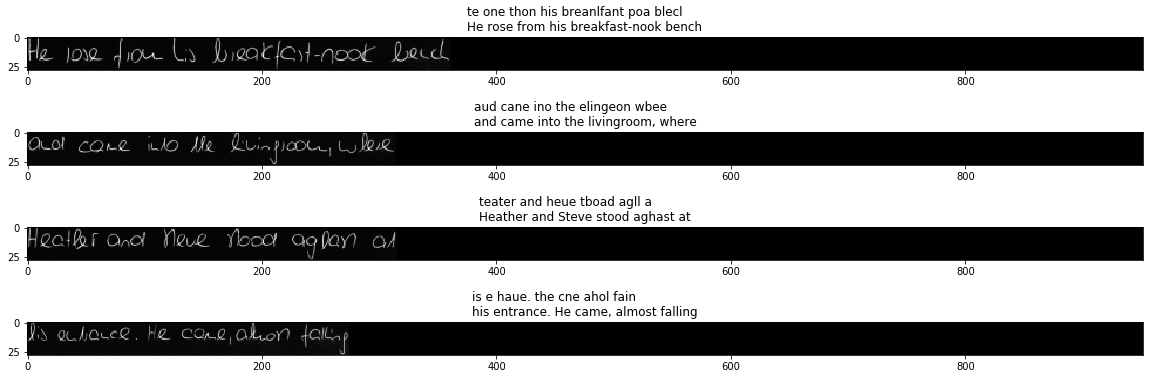 te one thon his breanlfant poa blecl
He rose from his breakfast-nook bench
0
He rose from his breakfast-nook bench
25
0 200 400 600 800
aud cane ino the elingeon wbee
and came into the livingroom, where
0
and came into the livingroom, where
25
0 200 400 600 800
teater and heue tboad agll a
Heather and Steve stood aghast at
0
Heather and Steve stood aghast at
25
0 200 400 600 800
is e haue. the cne ahol fain
his entrance. He came, almost falling
0
his entrance. He came, almost falling
25
0 200 400 600 800